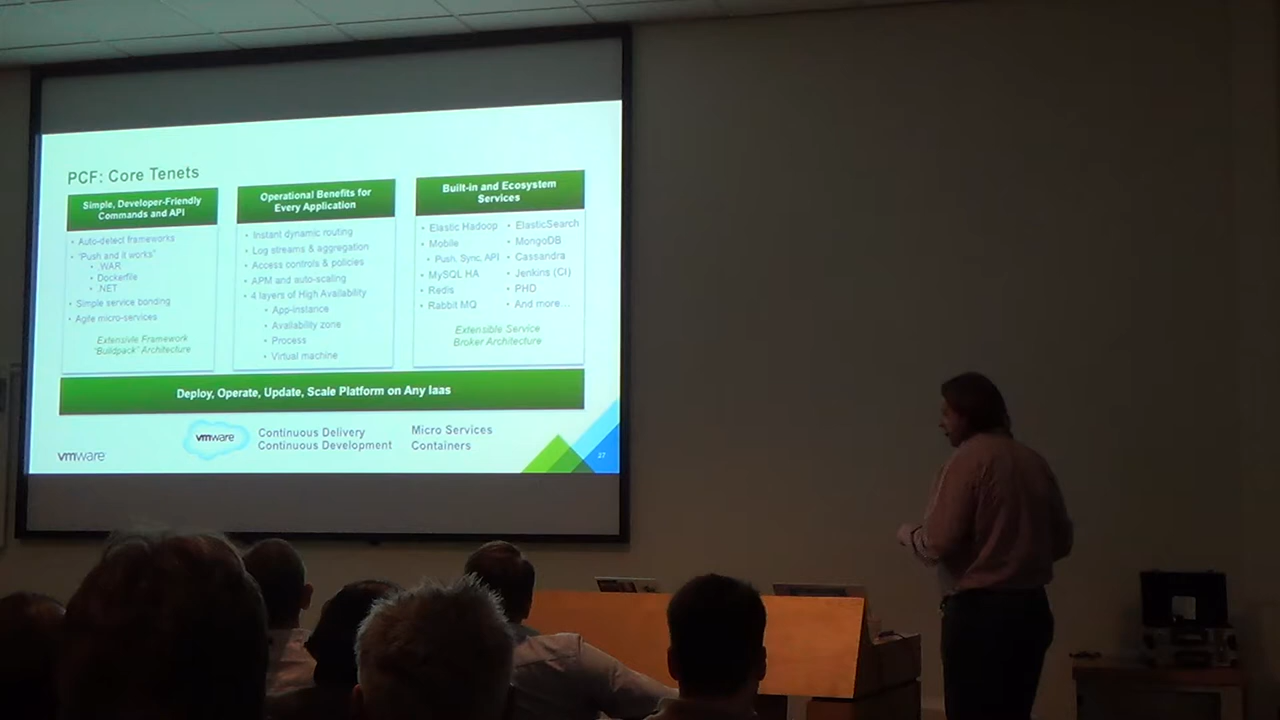 PCF: Core Tenets
Simple, Developer-Friendly
Commands and API
• Auto-detect frameworks
• "Push and it works"
• .WAR
• Dockerfile
• .NET
• Simple service bonding
• Agile micro-services
Extensivle Framework
"Buildpack" Architecture
Operational Benefits for
Every Application
• Instant dynamic routing
• Log streams & aggregation
• Access controls & policies
• APM and auto-scaling
• 4 layers of High Availability
• App-instance
• Availability zone
• Process
• Virtual machine
Built-in and Ecosystem
Services
• Elastic Hadoop
• Mobile
• Push, Sync, API
• MySQL HA
• Redis
• Rabbit MQ
• ElasticSearch
• MongoDB
• Cassandra
• Jenkins (CI)
• PHD
• And more...
Extensible Service
Broker Architecture
Deploy, Operate, Update, Scale Platform on Any Iaas
vmware
Continuous Delivery
Continuous Development
Micro Services
Containers
vmware
27